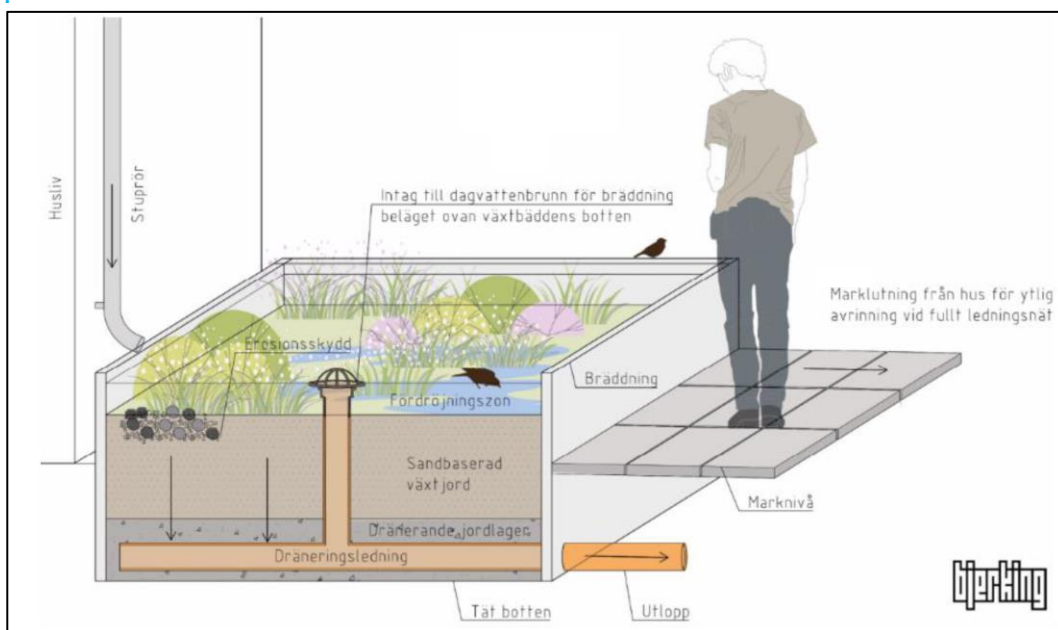 Husliv
Stuprör
Intag till dagvattenbrunn för bräddning
beläget ovan växtbäddens botten
Marklutning från hus för ytlig
avrinning vid fullt ledningsnät
Erosionsskydd
Bräddning
Fördröjningszon
Sandbaserad
växtjord
Marknivå
Dränerande jordlager
Dräneringsledning
Tät botten
Utlopp
bjerking